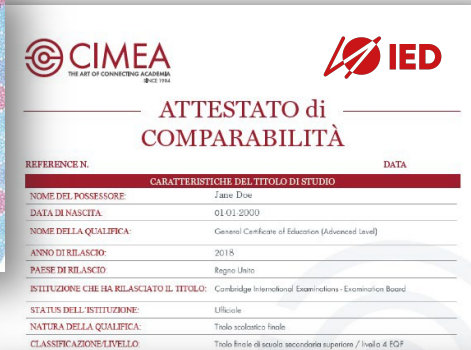 CIMEA
THE ART OF CONNECTING ACADEMIA
SINCE 1984
IED
ATTESTATO di
COMPARABILITÀ
REFERENCE N. DATA
CARATTERISTICHE DEL TITOLO DI STUDIO
NOME DEL POSSESSORE: Jane Doe
DATA DI NASCITA: 01-01-2000
NOME DELLA QUALIFICA: General Certificate of Education (Advanced Level)
ANNO DI RILASCIO: 2018
PAESE DI RILASCIO: Regno Unito
ISTITUZIONE CHE HA RILASCIATO IL TITOLO: Cambridge International Examinations - Examination Board
STATUS DELL'ISTITUZIONE: Ufficiale
NATURA DELLA QUALIFICA: Titolo scolastico finale
CLASSIFICAZIONE/LIVELLO: Titolo finale di scuola secondaria superiore / livello 4 EQF